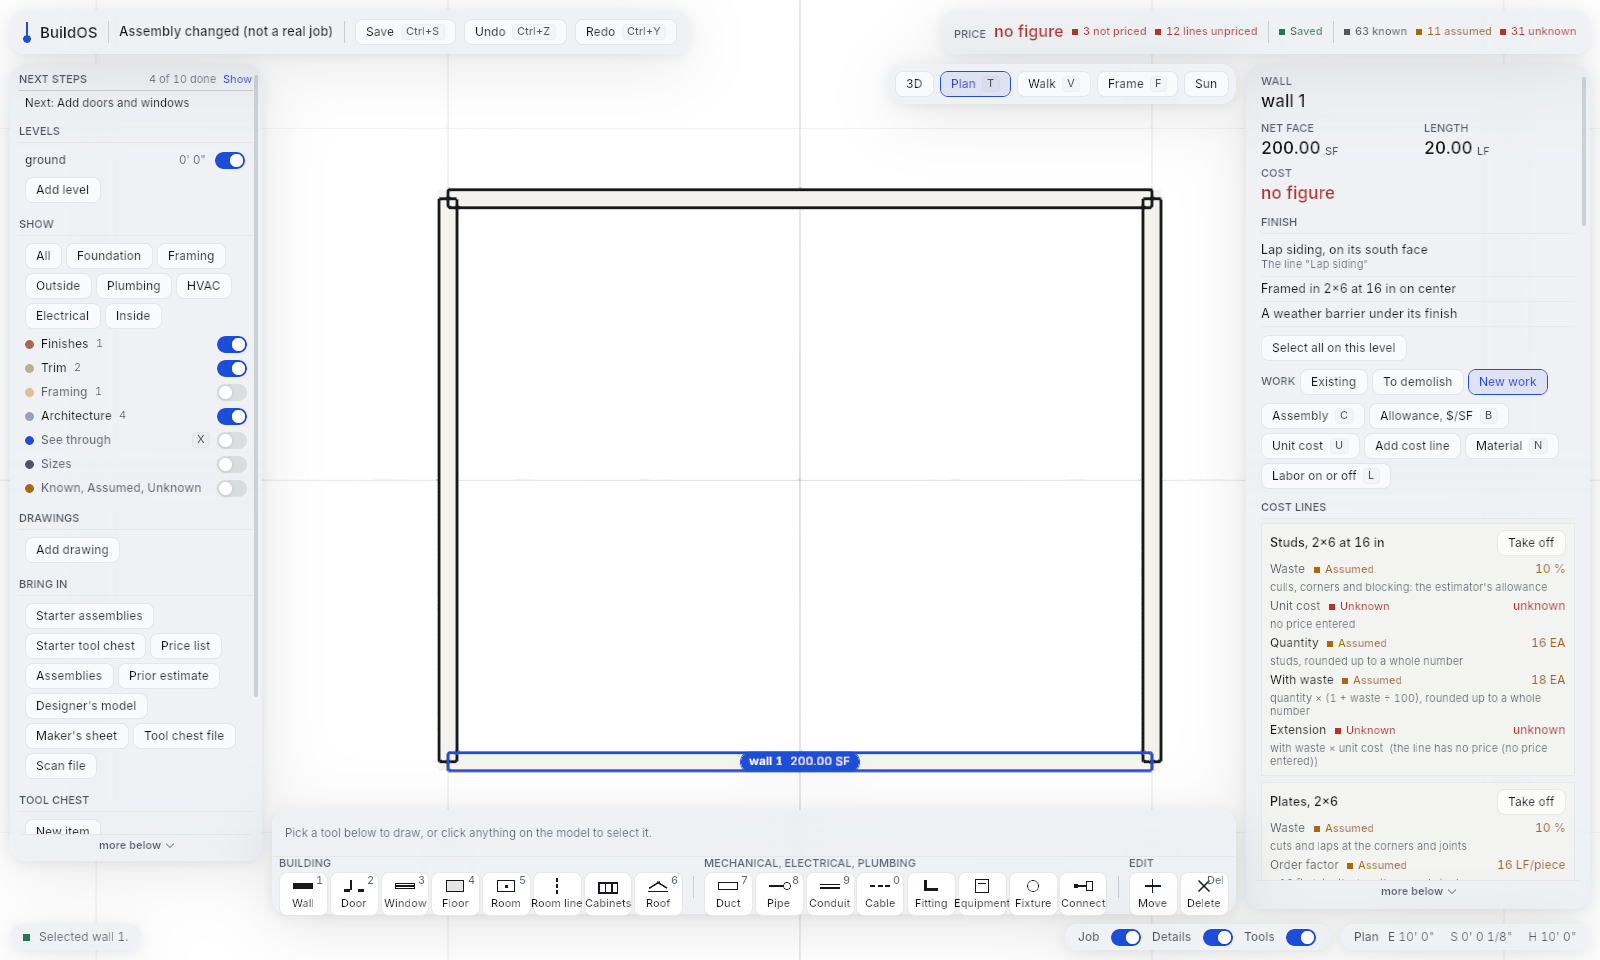 BuildOS
Assembly changed (not a real job)
Save Ctrl+S
Undo Ctrl+Z
Redo Ctrl+Y
PRICE no figure
3 not priced
12 lines unpriced
Saved
63 known
11 assumed
31 unknown
NEXT STEPS 4 of 10 done Show
Next: Add doors and windows
LEVELS
ground 0' 0"
Add level
SHOW
All Foundation Framing
Outside Plumbing HVAC
Electrical Inside
Finishes 1
Trim 2
Framing 1
Architecture 4
See through X
Sizes
Known, Assumed, Unknown
DRAWINGS
Add drawing
BRING IN
Starter assemblies
Starter tool chest Price list
Assemblies Prior estimate
Designer's model
Maker's sheet Tool chest file
Scan file
TOOL CHEST
New item
more below
3D
Plan T
Walk V
Frame F
Sun
wall 1 200.00 SF
Pick a tool below to draw, or click anything on the model to select it.
BUILDING
Wall 1
Door 2
Window 3
Floor 4
Room 5
Room line
Cabinets
Roof 6
MECHANICAL, ELECTRICAL, PLUMBING
Duct 7
Pipe 8
Conduit 9
Cable 0
Fitting
Equipment
Fixture
Connect
EDIT
Move
Delete Del
WALL
wall 1
NET FACE LENGTH
200.00 SF 20.00 LF
COST
no figure
FINISH
Lap siding, on its south face
The line "Lap siding"
Framed in 2×6 at 16 in on center
A weather barrier under its finish
Select all on this level
WORK Existing To demolish New work
Assembly C Allowance, $/SF B
Unit cost U Add cost line Material N
Labor on or off L
COST LINES
Studs, 2×6 at 16 in Take off
Waste Assumed 10 %
culls, corners and blocking: the estimator's allowance
Unit cost Unknown unknown
no price entered
Quantity Assumed 16 EA
studs, rounded up to a whole number
With waste Assumed 18 EA
quantity × (1 + waste ÷ 100), rounded up to a whole
number
Extension Unknown unknown
with waste × unit cost (the line has no price (no price
entered))
Plates, 2×6 Take off
Waste Assumed 10 %
cuts and laps at the corners and joints
Order factor Assumed 16 LF/piece
more below
Selected wall 1.
Job Details Tools
Plan E 10' 0" S 0' 0 1/8" H 10' 0"